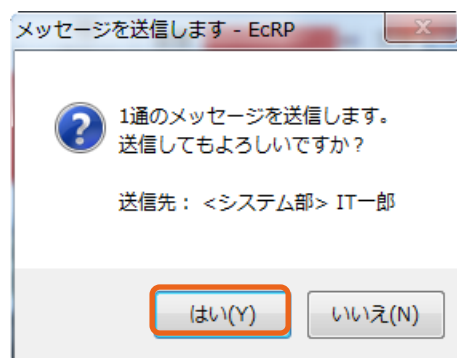 メッセージを送信します - EcRP
1通のメッセージを送信します。
送信してもよろしいですか？
送信先： <システム部> IT一郎
はい(Y)
いいえ(N)